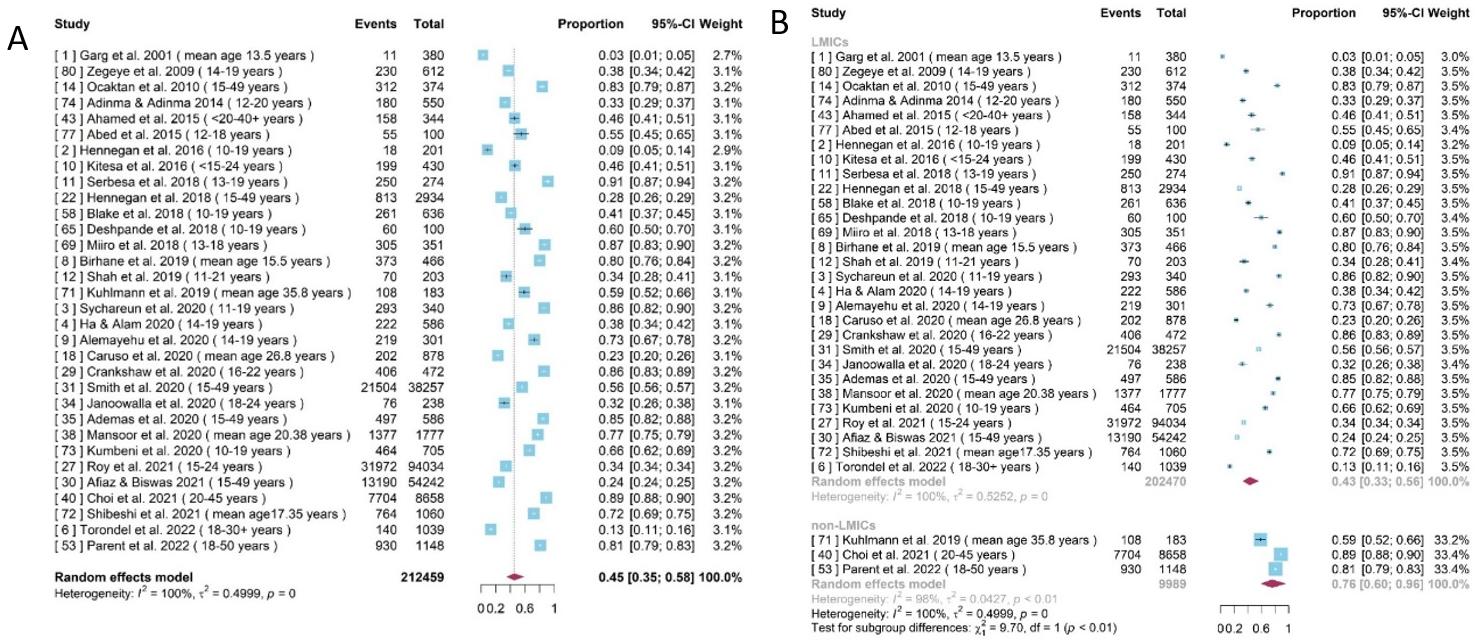 A
Study Events Total Proportion 95%-CI Weight
[ 1 ] Garg et al. 2001 ( mean age 13.5 years ) 11 380 0.03 [0.01; 0.05] 2.7%
[ 80 ] Zegeye et al. 2009 ( 14-19 years ) 230 612 0.38 [0.34; 0.42] 3.1%
[ 14 ] Ocaktan et al. 2010 ( 15-49 years ) 312 374 0.83 [0.79; 0.87] 3.2%
[ 74 ] Adinma & Adinma 2014 ( 12-20 years ) 180 550 0.33 [0.29; 0.37] 3.1%
[ 43 ] Ahamed et al. 2015 ( <20-40+ years ) 158 344 0.46 [0.41; 0.51] 3.1%
[ 77 ] Abed et al. 2015 ( 12-18 years ) 55 100 0.55 [0.45; 0.65] 3.1%
[ 2 ] Hennegan et al. 2016 ( 10-19 years ) 18 201 0.09 [0.05; 0.14] 2.9%
[ 10 ] Kitesa et al. 2016 ( <15-24 years ) 199 430 0.46 [0.41; 0.51] 3.1%
[ 11 ] Serbesa et al. 2018 ( 13-19 years ) 250 274 0.91 [0.87; 0.94] 3.2%
[ 22 ] Hennegan et al. 2018 ( 15-49 years ) 813 2934 0.28 [0.26; 0.29] 3.2%
[ 58 ] Blake et al. 2018 ( 10-19 years ) 261 636 0.41 [0.37; 0.45] 3.2%
[ 65 ] Deshpande et al. 2018 ( 10-19 years ) 60 100 0.60 [0.50; 0.70] 3.1%
[ 69 ] Miiro et al. 2018 ( 13-18 years ) 305 351 0.87 [0.83; 0.90] 3.2%
[ 8 ] Birhane et al. 2019 ( mean age 15.5 years ) 373 466 0.80 [0.76; 0.84] 3.2%
[ 12 ] Shah et al. 2019 ( 11-21 years ) 70 203 0.34 [0.28; 0.41] 3.1%
[ 71 ] Kuhlmann et al. 2019 ( mean age 35.8 years ) 108 183 0.59 [0.52; 0.66] 3.1%
[ 3 ] Sychareun et al. 2020 ( 11-19 years ) 293 340 0.86 [0.82; 0.90] 3.2%
[ 4 ] Ha & Alam 2020 ( 14-19 years ) 222 586 0.38 [0.34; 0.42] 3.1%
[ 9 ] Alemayehu et al. 2020 ( 14-19 years ) 219 301 0.73 [0.67; 0.78] 3.1%
[ 18 ] Caruso et al. 2020 ( mean age 26.8 years ) 202 878 0.23 [0.20; 0.26] 3.1%
[ 29 ] Crankshaw et al. 2020 ( 16-22 years ) 406 472 0.86 [0.83; 0.89] 3.2%
[ 31 ] Smith et al. 2020 ( 15-49 years ) 21504 38257 0.56 [0.56; 0.57] 3.2%
[ 34 ] Janoowalla et al. 2020 ( 18-24 years ) 76 238 0.32 [0.26; 0.38] 3.1%
[ 35 ] Ademas et al. 2020 ( 15-49 years ) 497 586 0.85 [0.82; 0.88] 3.2%
[ 38 ] Mansoor et al. 2020 ( mean age 20.38 years ) 1377 1777 0.77 [0.75; 0.79] 3.2%
[ 73 ] Kumbeni et al. 2020 ( 10-19 years ) 464 705 0.66 [0.62; 0.69] 3.2%
[ 27 ] Roy et al. 2021 ( 15-24 years ) 31972 94034 0.34 [0.34; 0.34] 3.2%
[ 30 ] Afiaz & Biswas 2021 ( 15-49 years ) 13190 54242 0.24 [0.24; 0.25] 3.2%
[ 40 ] Choi et al. 2021 ( 20-45 years ) 7704 8658 0.89 [0.88; 0.90] 3.2%
[ 72 ] Shibeshi et al. 2021 ( mean age17.35 years ) 764 1060 0.72 [0.69; 0.75] 3.2%
[ 6 ] Torondel et al. 2022 ( 18-30+ years ) 140 1039 0.13 [0.11; 0.16] 3.1%
[ 53 ] Parent et al. 2022 ( 18-50 years ) 930 1148 0.81 [0.79; 0.83] 3.2%
Random effects model 212459 0.45 [0.35; 0.58] 100.0%
Heterogeneity: I² = 100%, τ² = 0.4999, p = 0
0 0.2 0.6 1
B
Study Events Total Proportion 95%-CI Weight
LMICs
[ 1 ] Garg et al. 2001 ( mean age 13.5 years ) 11 380 0.03 [0.01; 0.05] 3.0%
[ 80 ] Zegeye et al. 2009 ( 14-19 years ) 230 612 0.38 [0.34; 0.42] 3.5%
[ 14 ] Ocaktan et al. 2010 ( 15-49 years ) 312 374 0.83 [0.79; 0.87] 3.5%
[ 74 ] Adinma & Adinma 2014 ( 12-20 years ) 180 550 0.33 [0.29; 0.37] 3.5%
[ 43 ] Ahamed et al. 2015 ( <20-40+ years ) 158 344 0.46 [0.41; 0.51] 3.5%
[ 77 ] Abed et al. 2015 ( 12-18 years ) 55 100 0.55 [0.45; 0.65] 3.4%
[ 2 ] Hennegan et al. 2016 ( 10-19 years ) 18 201 0.09 [0.05; 0.14] 3.2%
[ 10 ] Kitesa et al. 2016 ( <15-24 years ) 199 430 0.46 [0.41; 0.51] 3.5%
[ 11 ] Serbesa et al. 2018 ( 13-19 years ) 250 274 0.91 [0.87; 0.94] 3.5%
[ 22 ] Hennegan et al. 2018 ( 15-49 years ) 813 2934 0.28 [0.26; 0.29] 3.5%
[ 58 ] Blake et al. 2018 ( 10-19 years ) 261 636 0.41 [0.37; 0.45] 3.5%
[ 65 ] Deshpande et al. 2018 ( 10-19 years ) 60 100 0.60 [0.50; 0.70] 3.4%
[ 69 ] Miiro et al. 2018 ( 13-18 years ) 305 351 0.87 [0.83; 0.90] 3.5%
[ 8 ] Birhane et al. 2019 ( mean age 15.5 years ) 373 466 0.80 [0.76; 0.84] 3.5%
[ 12 ] Shah et al. 2019 ( 11-21 years ) 70 203 0.34 [0.28; 0.41] 3.4%
[ 3 ] Sychareun et al. 2020 ( 11-19 years ) 293 340 0.86 [0.82; 0.90] 3.5%
[ 4 ] Ha & Alam 2020 ( 14-19 years ) 222 586 0.38 [0.34; 0.42] 3.5%
[ 9 ] Alemayehu et al. 2020 ( 14-19 years ) 219 301 0.73 [0.67; 0.78] 3.5%
[ 18 ] Caruso et al. 2020 ( mean age 26.8 years ) 202 878 0.23 [0.20; 0.26] 3.5%
[ 29 ] Crankshaw et al. 2020 ( 16-22 years ) 406 472 0.86 [0.83; 0.89] 3.5%
[ 31 ] Smith et al. 2020 ( 15-49 years ) 21504 38257 0.56 [0.56; 0.57] 3.5%
[ 34 ] Janoowalla et al. 2020 ( 18-24 years ) 76 238 0.32 [0.26; 0.38] 3.4%
[ 35 ] Ademas et al. 2020 ( 15-49 years ) 497 586 0.85 [0.82; 0.88] 3.5%
[ 38 ] Mansoor et al. 2020 ( mean age 20.38 years ) 1377 1777 0.77 [0.75; 0.79] 3.5%
[ 73 ] Kumbeni et al. 2020 ( 10-19 years ) 464 705 0.66 [0.62; 0.69] 3.5%
[ 27 ] Roy et al. 2021 ( 15-24 years ) 31972 94034 0.34 [0.34; 0.34] 3.5%
[ 30 ] Afiaz & Biswas 2021 ( 15-49 years ) 13190 54242 0.24 [0.24; 0.25] 3.5%
[ 72 ] Shibeshi et al. 2021 ( mean age17.35 years ) 764 1060 0.72 [0.69; 0.75] 3.5%
[ 6 ] Torondel et al. 2022 ( 18-30+ years ) 140 1039 0.13 [0.11; 0.16] 3.5%
Random effects model 202470 0.43 [0.33; 0.56] 100.0%
Heterogeneity: I² = 100%, τ² = 0.5252, p = 0
non-LMICs
[ 71 ] Kuhlmann et al. 2019 ( mean age 35.8 years ) 108 183 0.59 [0.52; 0.66] 33.2%
[ 40 ] Choi et al. 2021 ( 20-45 years ) 7704 8658 0.89 [0.88; 0.90] 33.4%
[ 53 ] Parent et al. 2022 ( 18-50 years ) 930 1148 0.81 [0.79; 0.83] 33.4%
Random effects model 9989 0.76 [0.60; 0.96] 100.0%
Heterogeneity: I² = 98%, τ² = 0.0427, p < 0.01
Heterogeneity: I² = 100%, τ² = 0.4999, p = 0
Test for subgroup differences: χ²₁ = 9.70, df = 1 (p < 0.01)
0 0.2 0.6 1